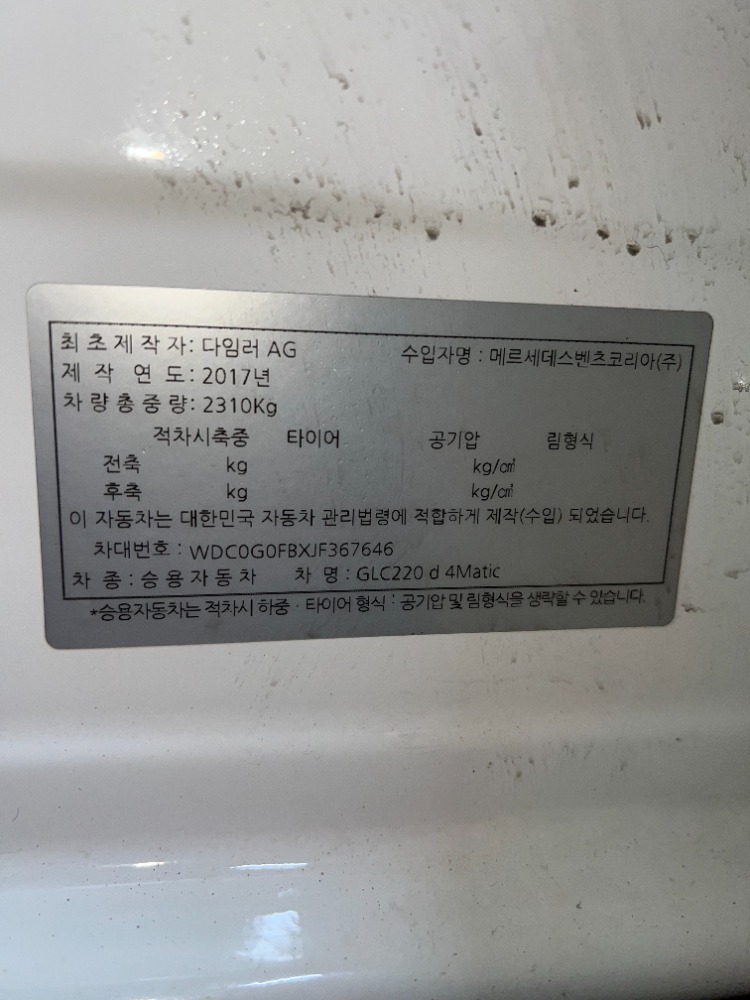 최초제작자: 다임러 AG 수입자명 : 메르세데스벤츠코리아(주)
제 작 연 도: 2017년
차량총중량: 2310Kg
적차시축중 타이어 공기압 림형식
전축 kg kg/㎠
후축 kg kg/㎠
이 자동차는 대한민국 자동차 관리법령에 적합하게 제작(수입) 되었습니다.
차대번호 : WDC0G0FBXJF367646
차 종 : 승용자동차 차 명 : GLC220 d 4Matic
*승용자동차는 적차시 하중 · 타이어 형식 : 공기압 및 림형식을 생략할 수 있습니다.